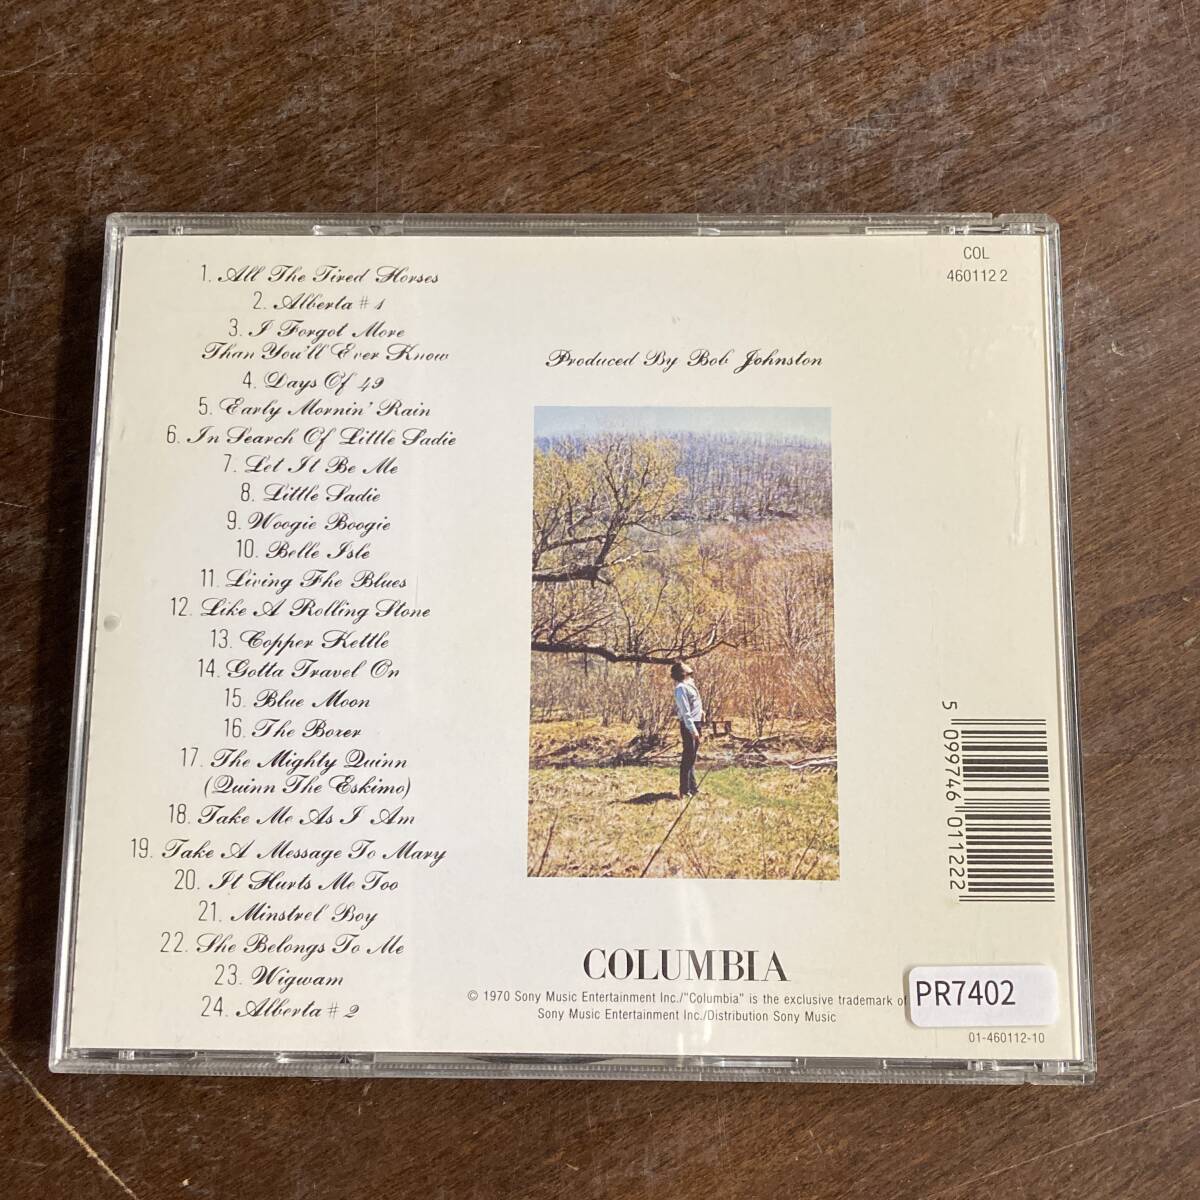 1. All The Tired Horses
2. Alberta # 1
3. I Forgot More
Than You'll Ever Know
4. Days Of 49
5. Early Mornin' Rain
6. In Search Of Little Sadie
7. Let It Be Me
8. Little Sadie
9. Woogie Boogie
10. Belle Isle
11. Living The Blues
12. Like A Rolling Stone
13. Copper Kettle
14. Gotta Travel On
15. Blue Moon
16. The Boxer
17. The Mighty Quinn
(Quinn The Eskimo)
18. Take Me As I Am
19. Take A Message To Mary
20. It Hurts Me Too
21. Minstrel Boy
22. She Belongs To Me
23. Wigwam
24. Alberta # 2
COL
460112 2
Produced By Bob Johnston
5 099746 011222
COLUMBIA
© 1970 Sony Music Entertainment Inc./"Columbia" is the exclusive trademark of
Sony Music Entertainment Inc./Distribution Sony Music
PR7402
01-460112-10